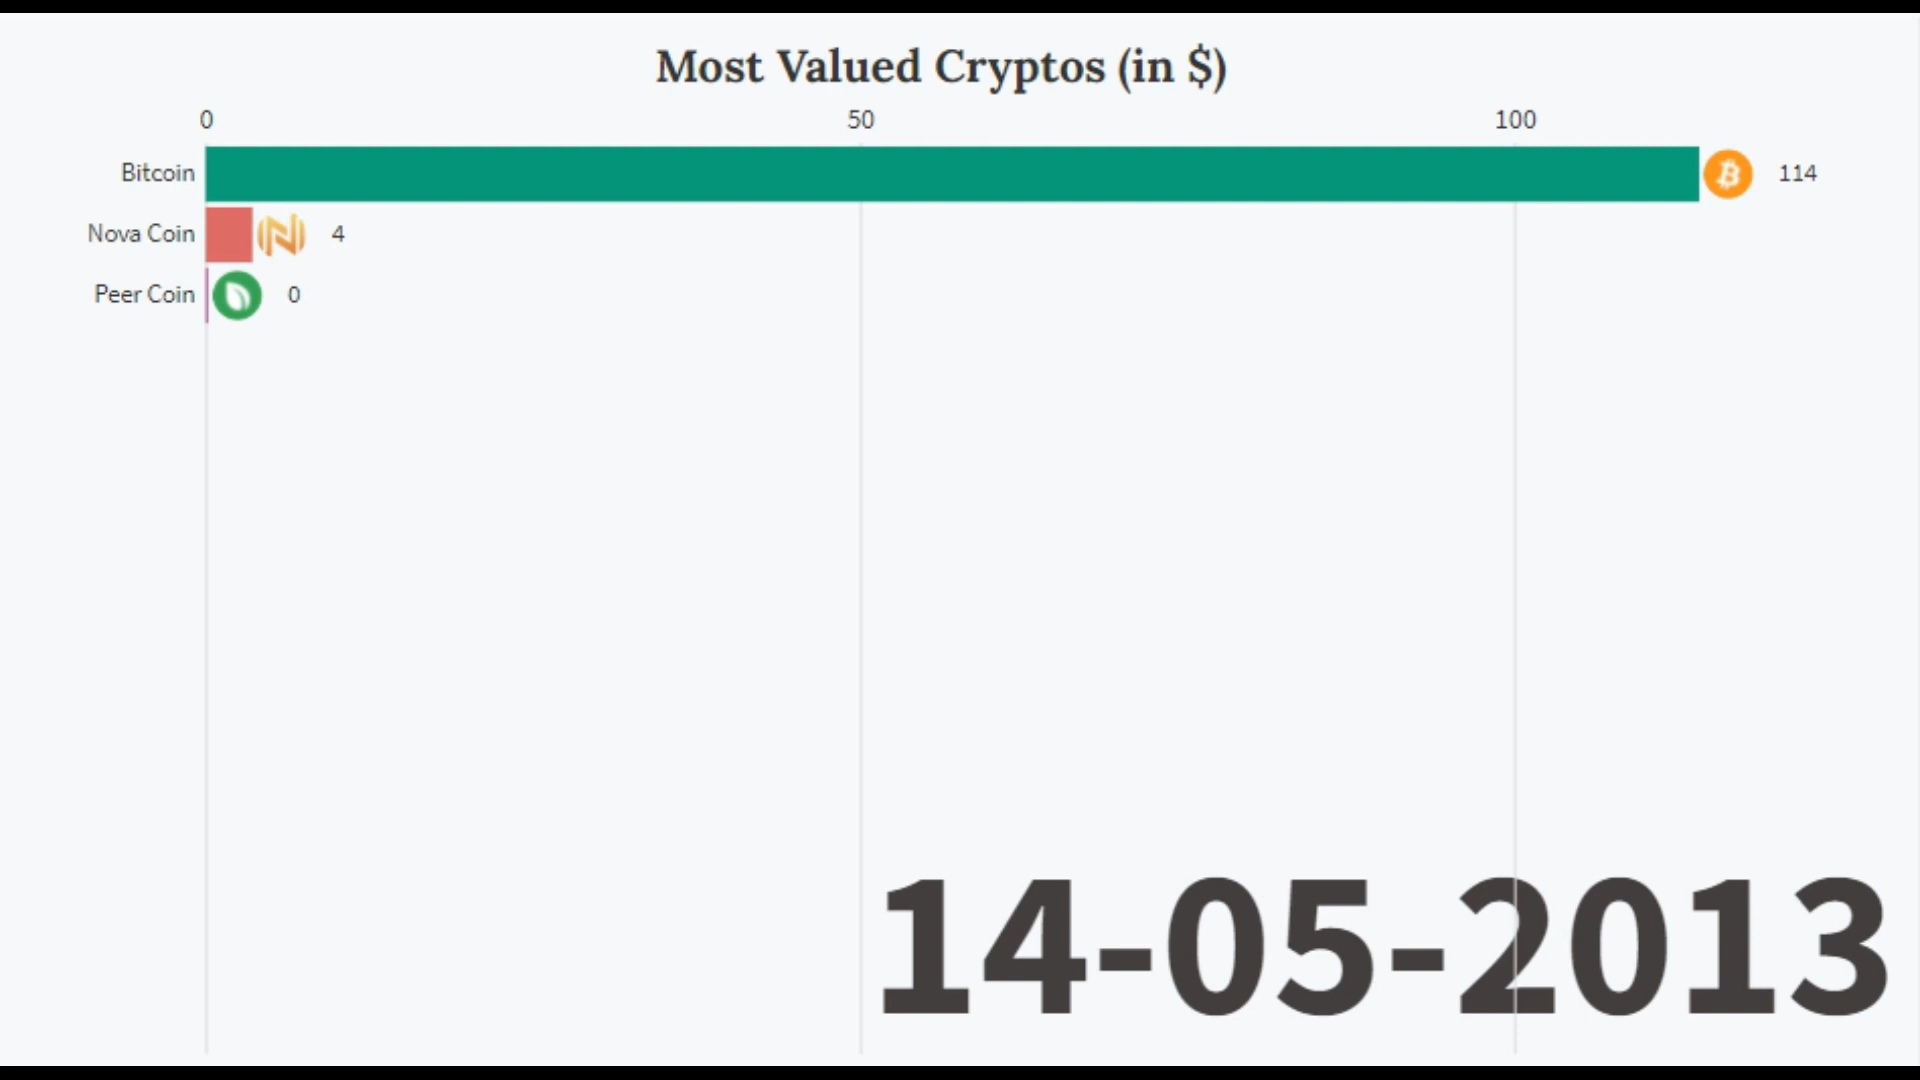 Most Valued Cryptos (in $)
0 50 100
Bitcoin 114
Nova Coin 4
Peer Coin 0
14-05-2013